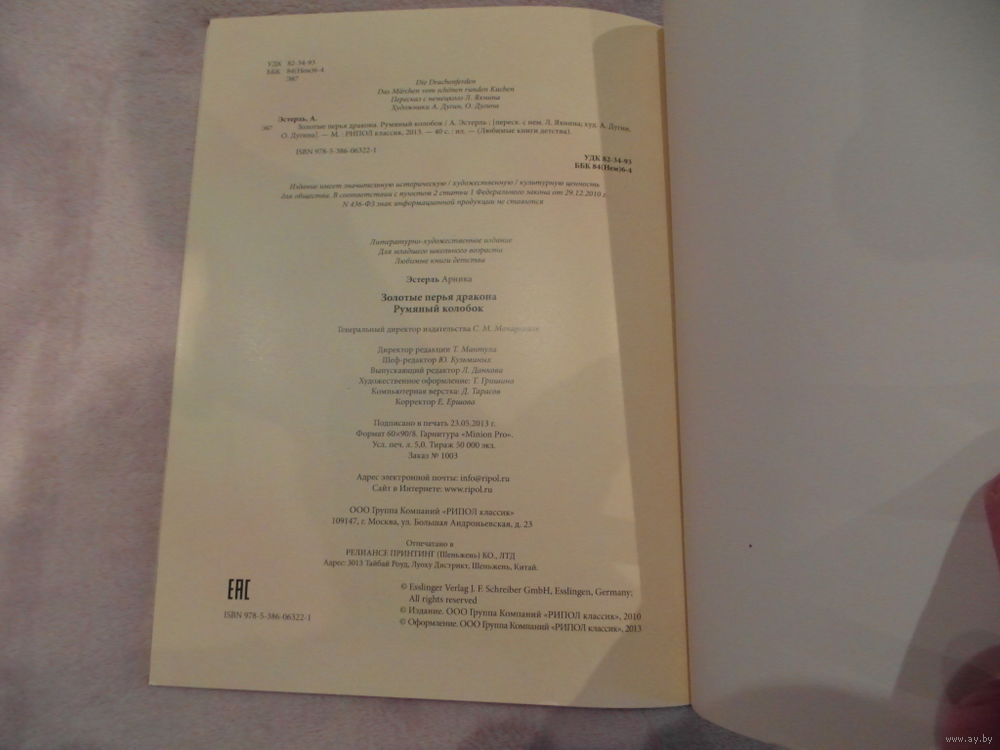 УДК 82-34-93
ББК 84(Нем)6-4
Э87
Die Drachenfeden
Das Märchen vom schönen runden Kuchen
Пересказ с немецкого Л. Яхнина
Художники А. Дугин, О. Дугина
Эстерль, А.
Э87 Золотые перья дракона. Румяный колобок / А. Эстерль ; [переск. с нем. Л. Яхнина; худ. А. Дугин,
О. Дугина]. — М. : РИПОЛ классик, 2013. — 40 с. : ил. — (Любимые книги детства).
ISBN 978-5-386-06322-1
УДК 82-34-93
ББК 84(Нем)6-4
Издание имеет значительную историческую / художественную / культурную ценность
для общества. В соответствии с пунктом 2 статьи 1 Федерального закона от 29.12.2010 г.
N 436-ФЗ знак информационной продукции не ставится
Литературно-художественное издание
Для младшего школьного возраста
Любимые книги детства
Эстерль Арника
Золотые перья дракона
Румяный колобок
Генеральный директор издательства С. М. Макаренков
Директор редакции Т. Мантула
Шеф-редактор Ю. Кузьминых
Выпускающий редактор Л. Данкова
Художественное оформление: Т. Гришина
Компьютерная верстка: Д. Тарасов
Корректор Е. Ершова
Подписано в печать 23.05.2013 г.
Формат 60×90/8. Гарнитура «Minion Pro».
Усл. печ. л. 5,0. Тираж 50 000 экз.
Заказ № 1003
Адрес электронной почты: info@ripol.ru
Сайт в Интернете: www.ripol.ru
ООО Группа Компаний «РИПОЛ классик»
109147, г. Москва, ул. Большая Андроньевская, д. 23
Отпечатано в
РЕЛИАНСЕ ПРИНТИНГ (Шеньжень) КО., ЛТД
Адрес: 3013 Тайбай Роуд, Луоху Дистрикт, Шеньжень, Китай.
© Esslinger Verlag J. F. Schreiber GmbH, Esslingen, Germany;
All rights reserved
© Издание. ООО Группа Компаний «РИПОЛ классик», 2010
© Оформление. ООО Группа Компаний «РИПОЛ классик», 2013
ЕАС
ISBN 978-5-386-06322-1
www.ay.by